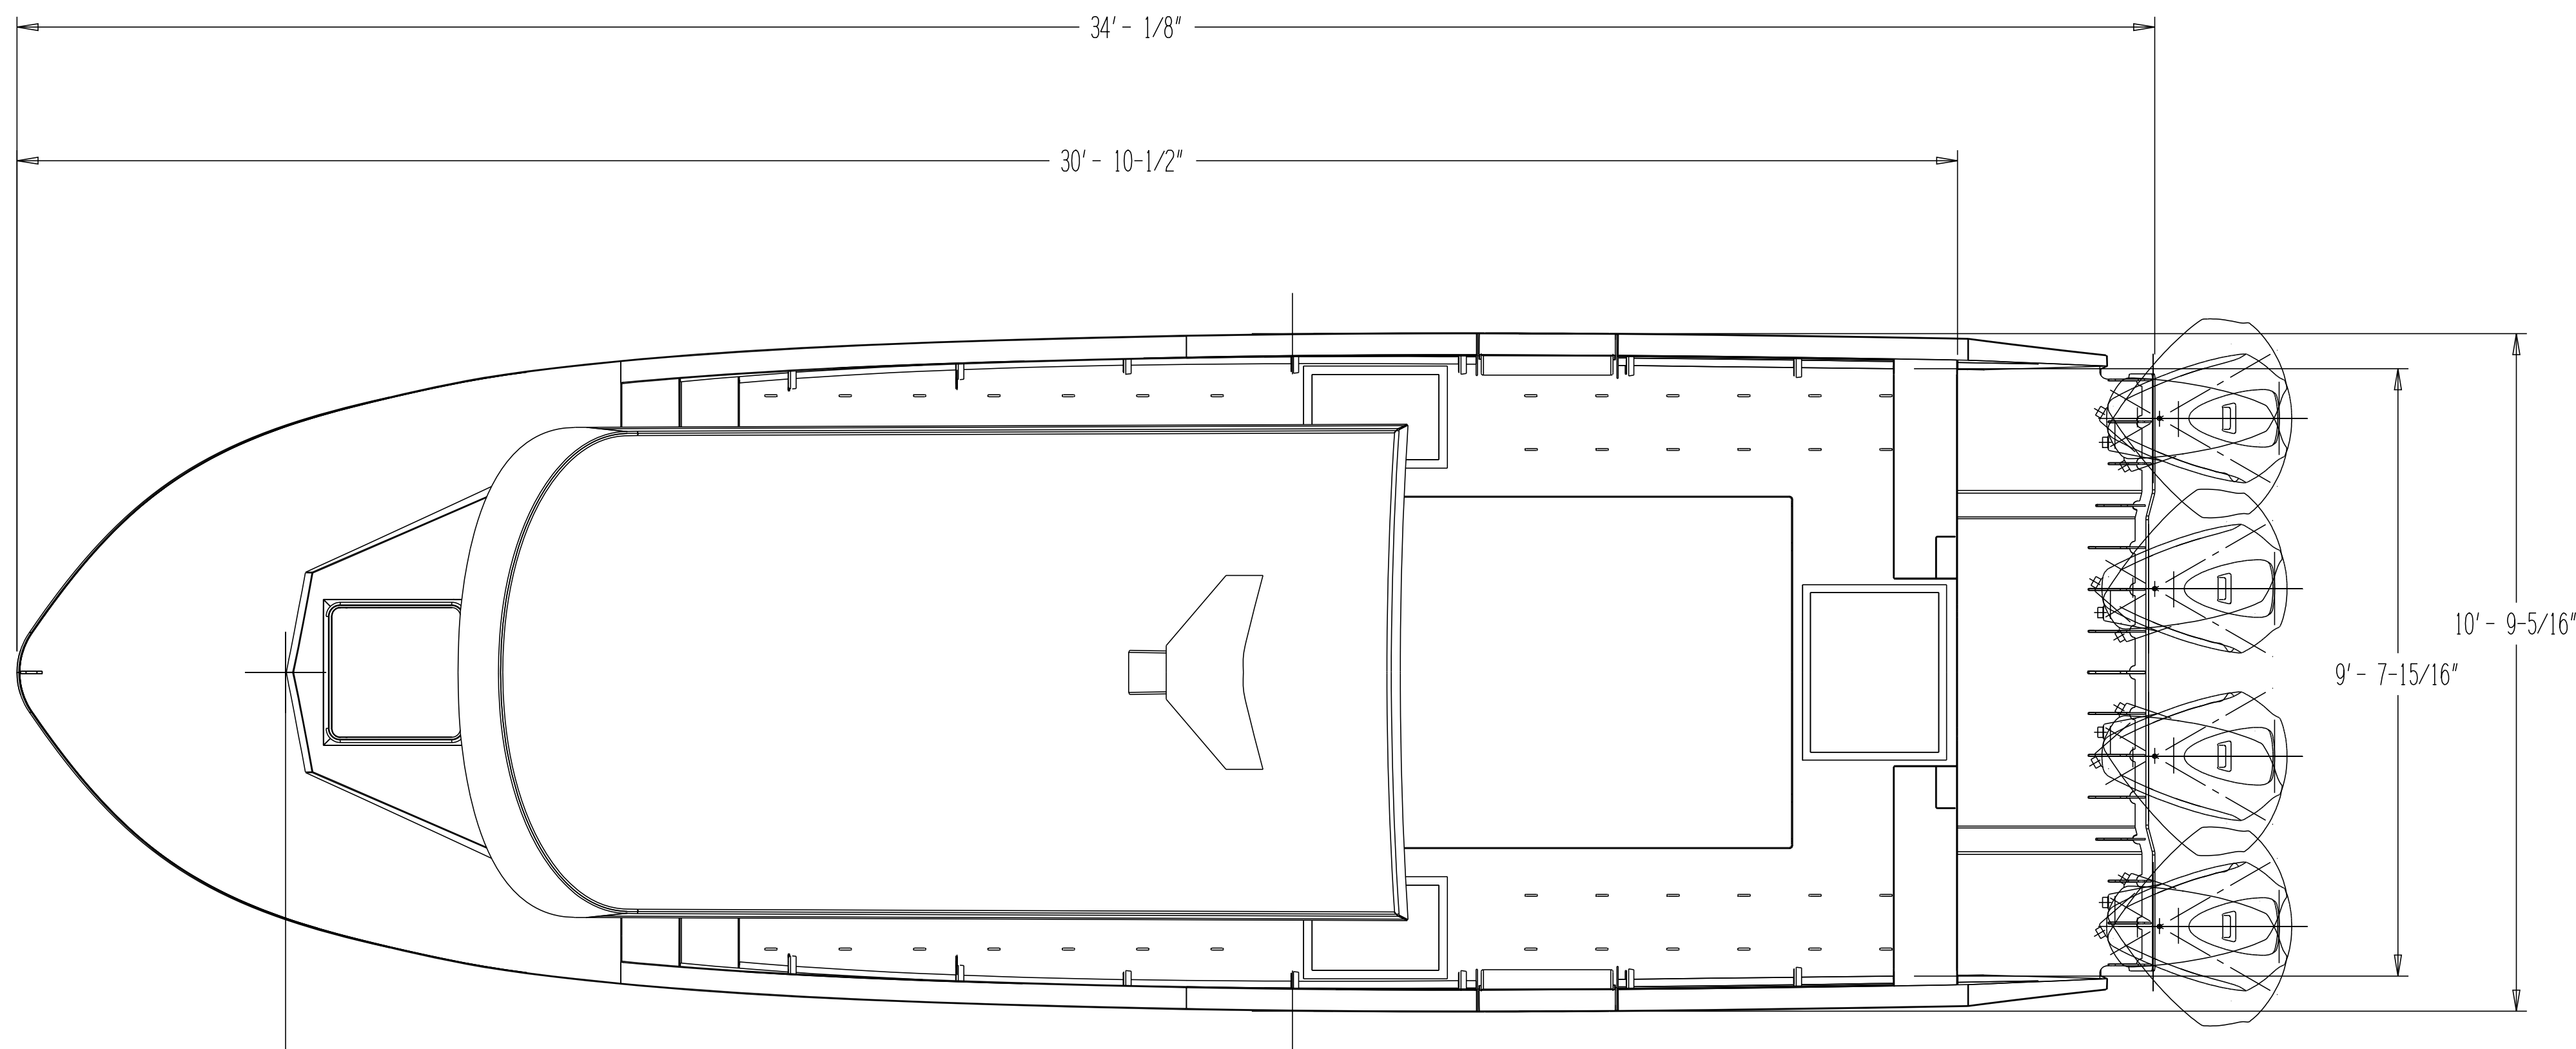 34' - 1/8"
30' - 10-1/2"
10' - 9-5/16"
9' - 7-15/16"